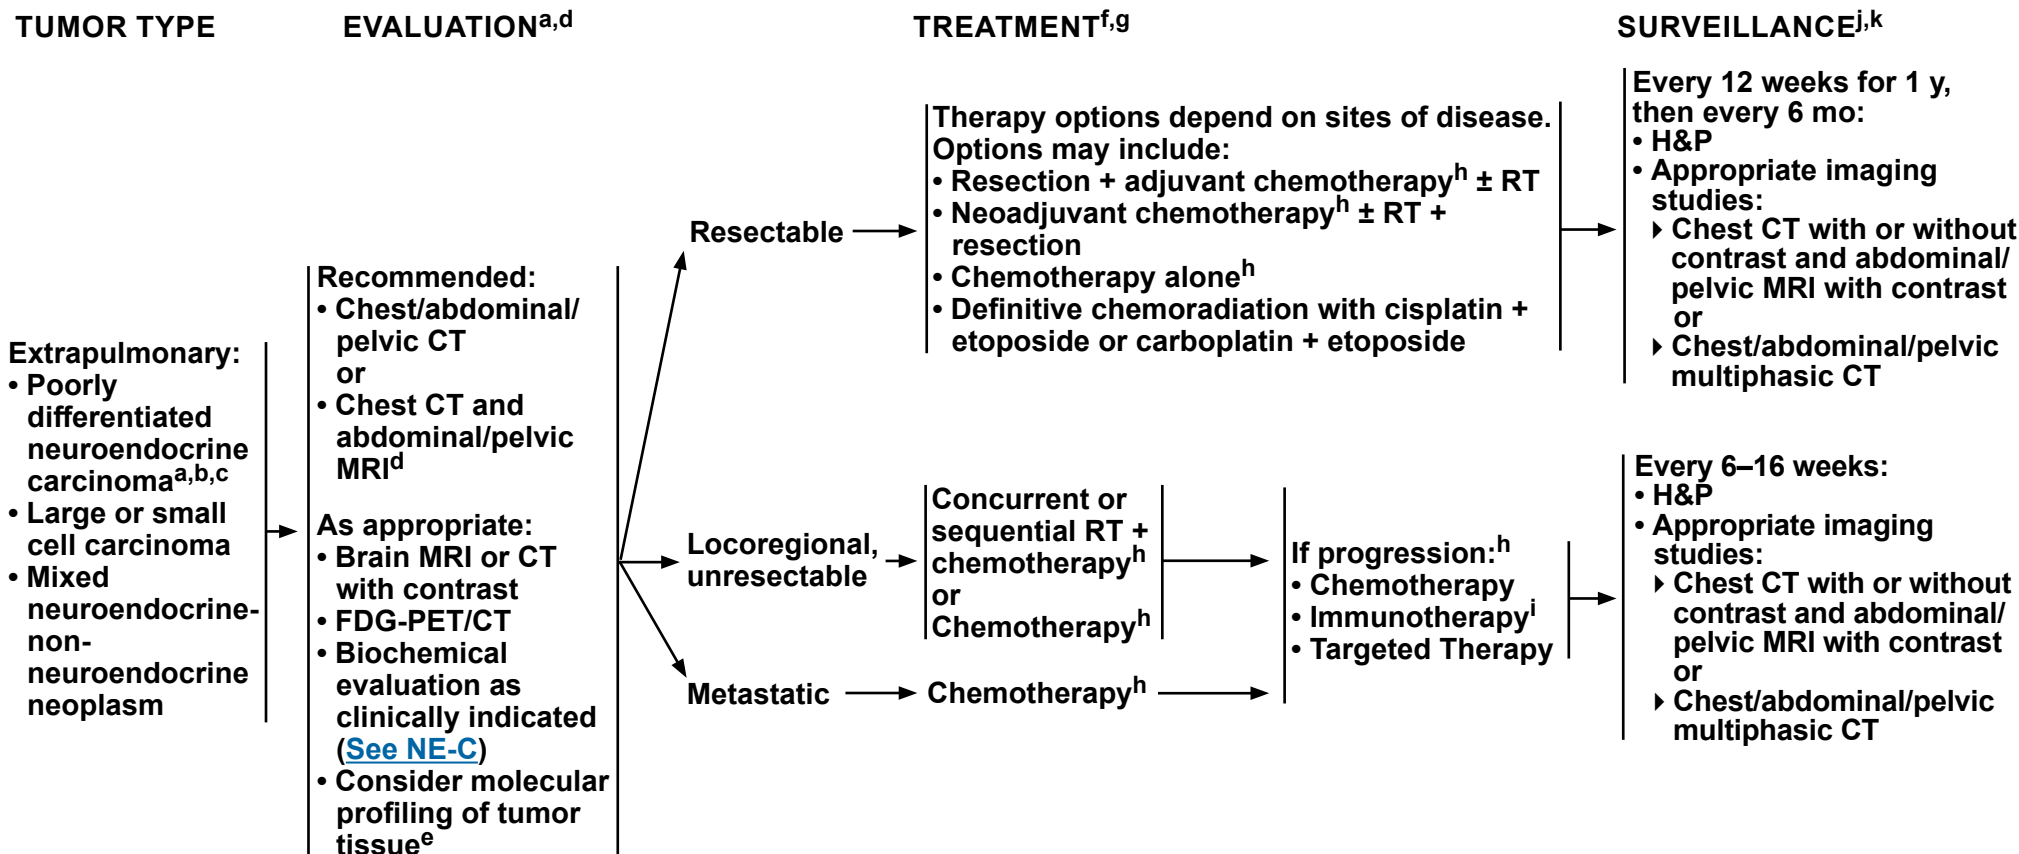 TUMOR TYPE
EVALUATIONa,d
TREATMENTf,g
SURVEILLANCEj,k
Extrapulmonary:
• Poorly
differentiated
neuroendocrine
carcinomaa,b,c
• Large or small
cell carcinoma
• Mixed
neuroendocrine-
non-
neuroendocrine
neoplasm
Recommended:
• Chest/abdominal/
pelvic CT
or
• Chest CT and
abdominal/pelvic
MRId
As appropriate:
• Brain MRI or CT
with contrast
• FDG-PET/CT
• Biochemical
evaluation as
clinically indicated
(See NE-C)
• Consider molecular
profiling of tumor
tissuee
Resectable
Therapy options depend on sites of disease.
Options may include:
• Resection + adjuvant chemotherapyh ± RT
• Neoadjuvant chemotherapyh ± RT +
resection
• Chemotherapy aloneh
• Definitive chemoradiation with cisplatin +
etoposide or carboplatin + etoposide
Every 12 weeks for 1 y,
then every 6 mo:
• H&P
• Appropriate imaging
studies:
▸ Chest CT with or without
contrast and abdominal/
pelvic MRI with contrast
or
▸ Chest/abdominal/pelvic
multiphasic CT
Locoregional,
unresectable
Concurrent or
sequential RT +
chemotherapyh
or
Chemotherapyh
Metastatic
Chemotherapyh
If progression:h
• Chemotherapy
• Immunotherapyi
• Targeted Therapy
Every 6–16 weeks:
• H&P
• Appropriate imaging
studies:
▸ Chest CT with or without
contrast and abdominal/
pelvic MRI with contrast
or
▸ Chest/abdominal/pelvic
multiphasic CT